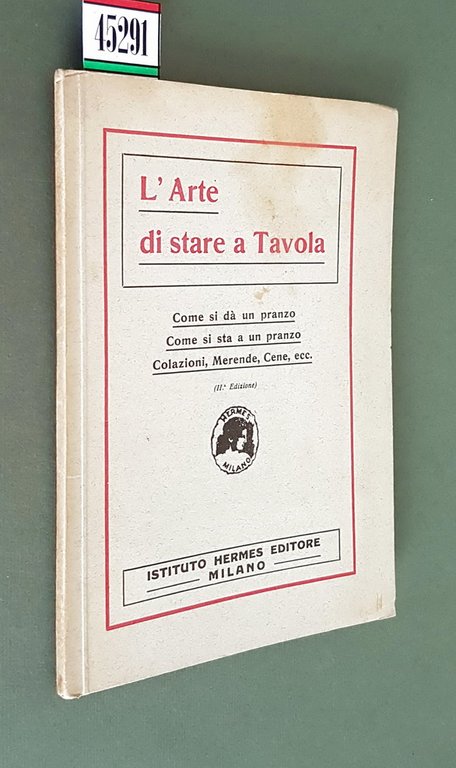 45291
L'Arte
di stare a Tavola
Come si dà un pranzo
Come si sta a un pranzo
Colazioni, Merende, Cene, ecc.
(II.ª Edizione)
HERMES
MILANO
ISTITUTO HERMES EDITORE
MILANO